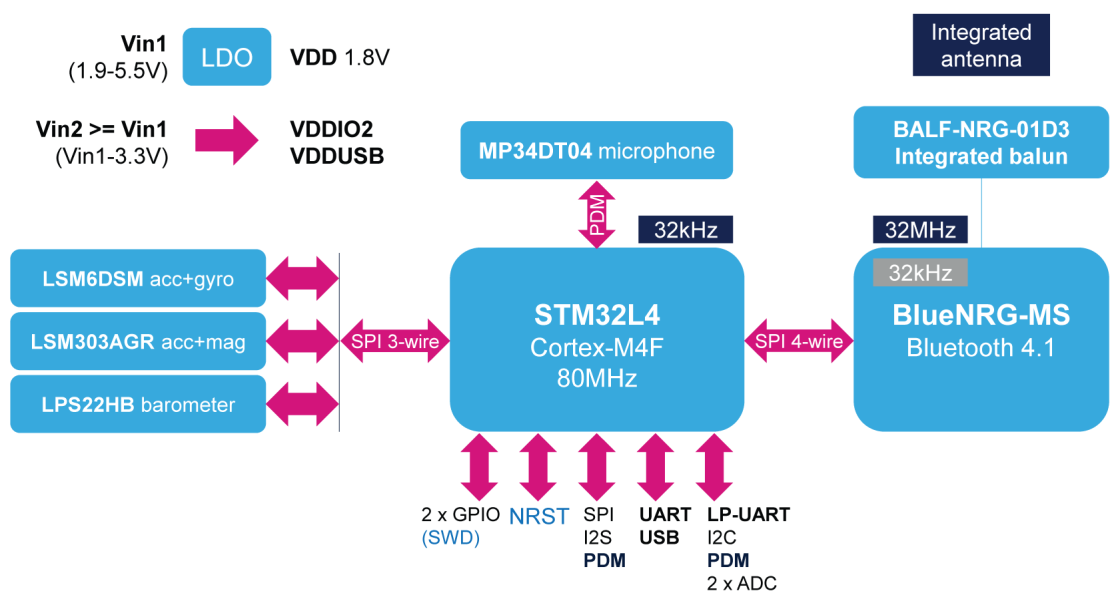 Vin1
(1.9-5.5V)
LDO
VDD 1.8V
Integrated
antenna
Vin2 >= Vin1
(Vin1-3.3V)
VDDIO2
VDDUSB
MP34DT04 microphone
BALF-NRG-01D3
Integrated balun
PDM
32kHz
32MHz
32kHz
LSM6DSM acc+gyro
LSM303AGR acc+mag
LPS22HB barometer
SPI 3-wire
STM32L4
Cortex-M4F
80MHz
SPI 4-wire
BlueNRG-MS
Bluetooth 4.1
2 x GPIO
(SWD)
NRST
SPI
I2S
PDM
UART
USB
LP-UART
I2C
PDM
2 x ADC